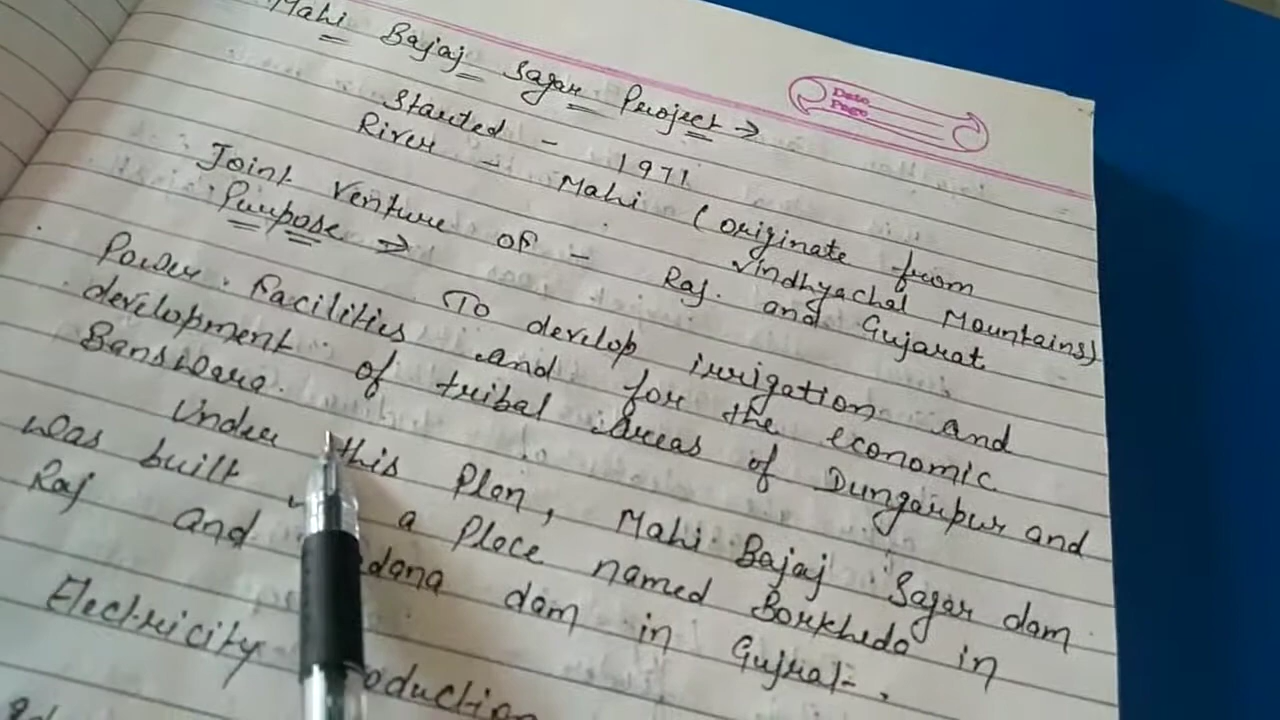 Mahi Bajaj Sagar Project →
Date
Page
Started - 1971
River - Mahi (originate from
Vindhyachal Mountains)
Joint Venture of - Raj. and Gujarat
Purpose →
To develop irrigation and
Power facilities and for the economic
development of tribal areas of Dungarpur and
Banswara.
Under this Plan, Mahi Bajaj Sagar dam
was built a Place named Borkheda in
Raj and dana dam in Gujrat.
Electricity oduction